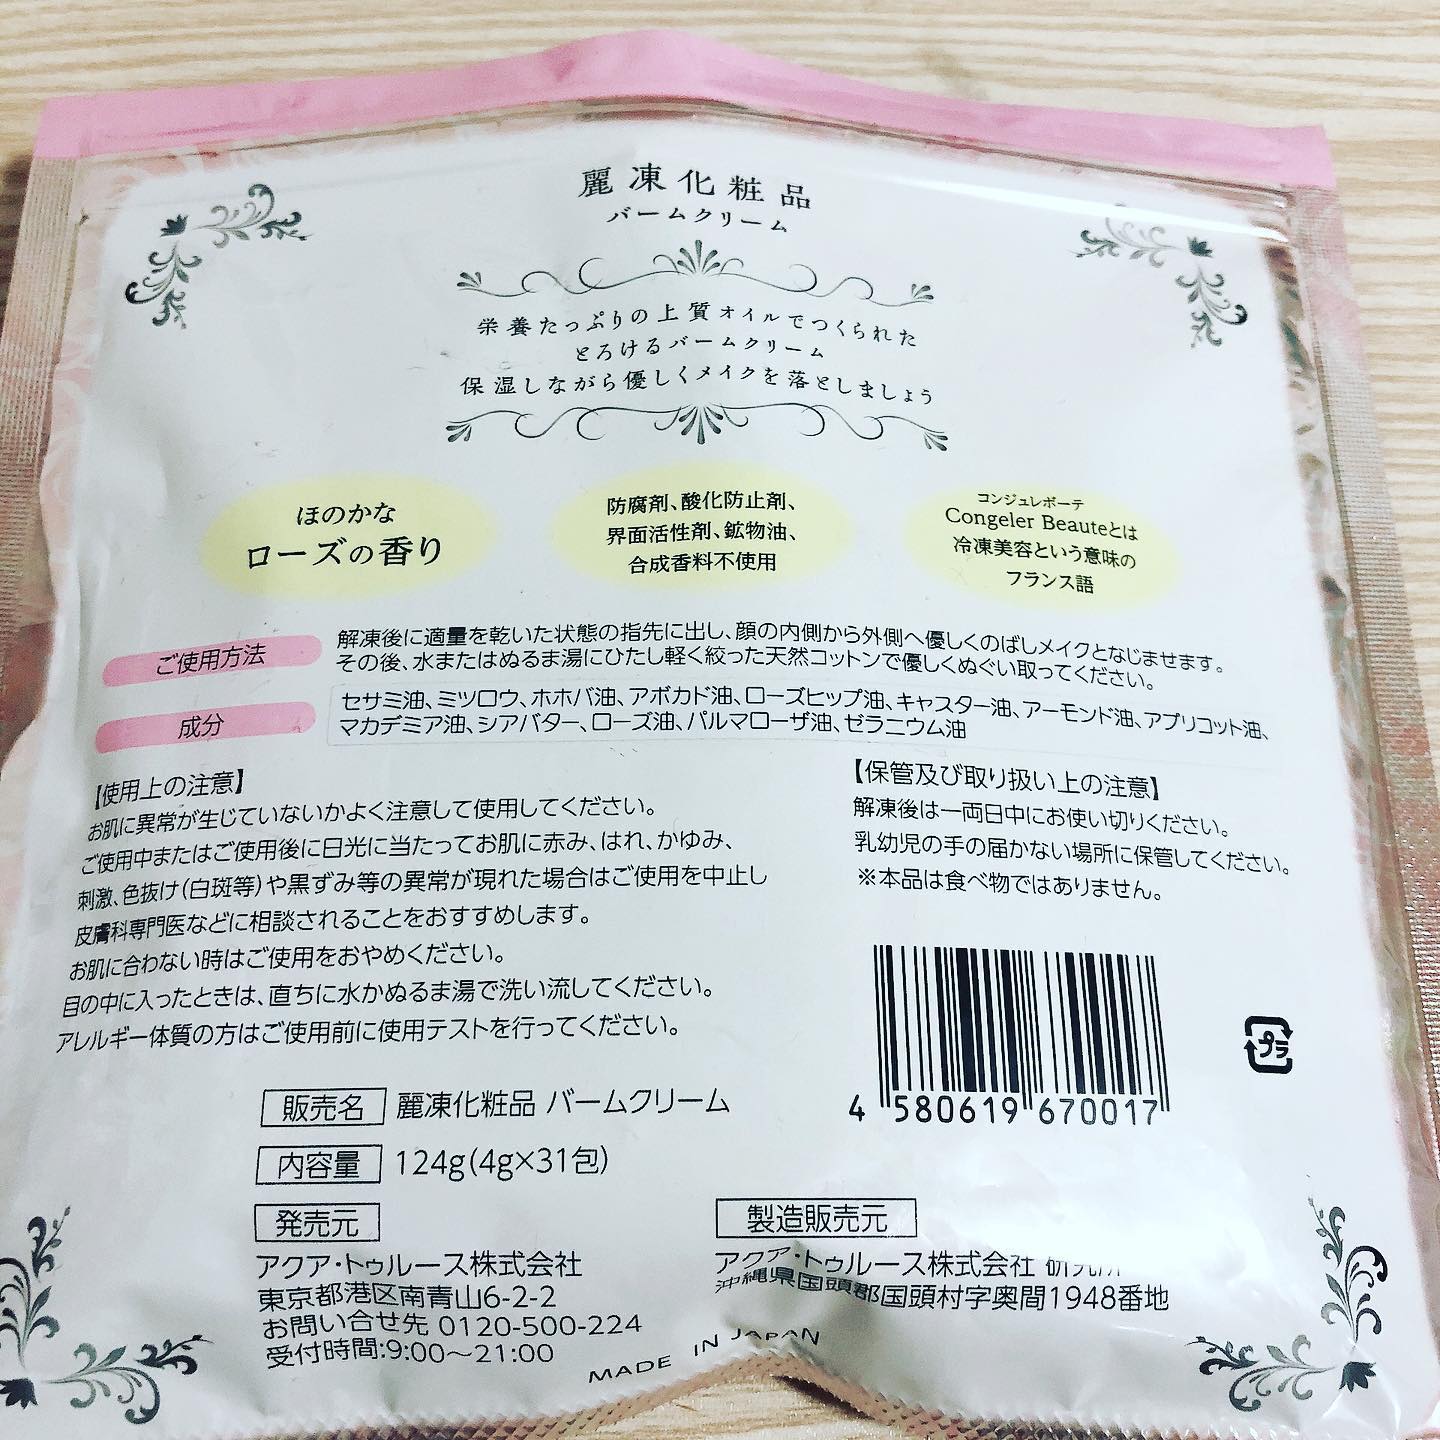 麗凍化粧品
バームクリーム
栄養たっぷりの上質オイルでつくられた
とろけるバームクリーム
保湿しながら優しくメイクを落としましょう
ほのかな
ローズの香り
防腐剤、酸化防止剤、
界面活性剤、鉱物油、
合成香料不使用
コンジュレボーテ
Congeler Beauteとは
冷凍美容という意味の
フランス語
ご使用方法
解凍後に適量を乾いた状態の指先に出し、顔の内側から外側へ優しくのばしメイクとなじませます。
その後、水またはぬるま湯にひたし軽く絞った天然コットンで優しくぬぐい取ってください。
成分
セサミ油、ミツロウ、ホホバ油、アボカド油、ローズヒップ油、キャスター油、アーモンド油、アプリコット油、
マカデミア油、シアバター、ローズ油、パルマローザ油、ゼラニウム油
【使用上の注意】
お肌に異常が生じていないかよく注意して使用してください。
ご使用中またはご使用後に日光に当たってお肌に赤み、はれ、かゆみ、
刺激、色抜け(白斑等)や黒ずみ等の異常が現れた場合はご使用を中止し
皮膚科専門医などに相談されることをおすすめします。
お肌に合わない時はご使用をおやめください。
目の中に入ったときは、直ちに水かぬるま湯で洗い流してください。
アレルギー体質の方はご使用前に使用テストを行ってください。
【保管及び取り扱い上の注意】
解凍後は一両日中にお使い切りください。
乳幼児の手の届かない場所に保管してください。
※本品は食べ物ではありません。
4 580619 670017
プラ
販売名 麗凍化粧品 バームクリーム
内容量 124g(4g×31包)
発売元
アクア・トゥルース株式会社
東京都港区南青山6-2-2
お問い合せ先 0120-500-224
受付時間:9:00〜21:00
製造販売元
アクア・トゥルース株式会社 研究所
沖縄県国頭郡国頭村字奥間1948番地
MADE IN JAPAN